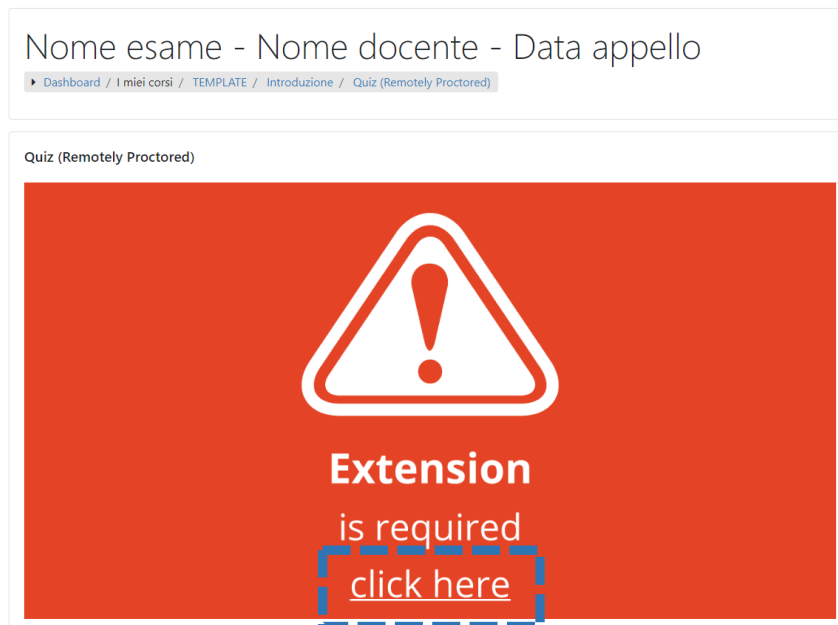 Nome esame - Nome docente - Data appello
Dashboard / I miei corsi / TEMPLATE / Introduzione / Quiz (Remotely Proctored)
Quiz (Remotely Proctored)
Extension
is required
click here